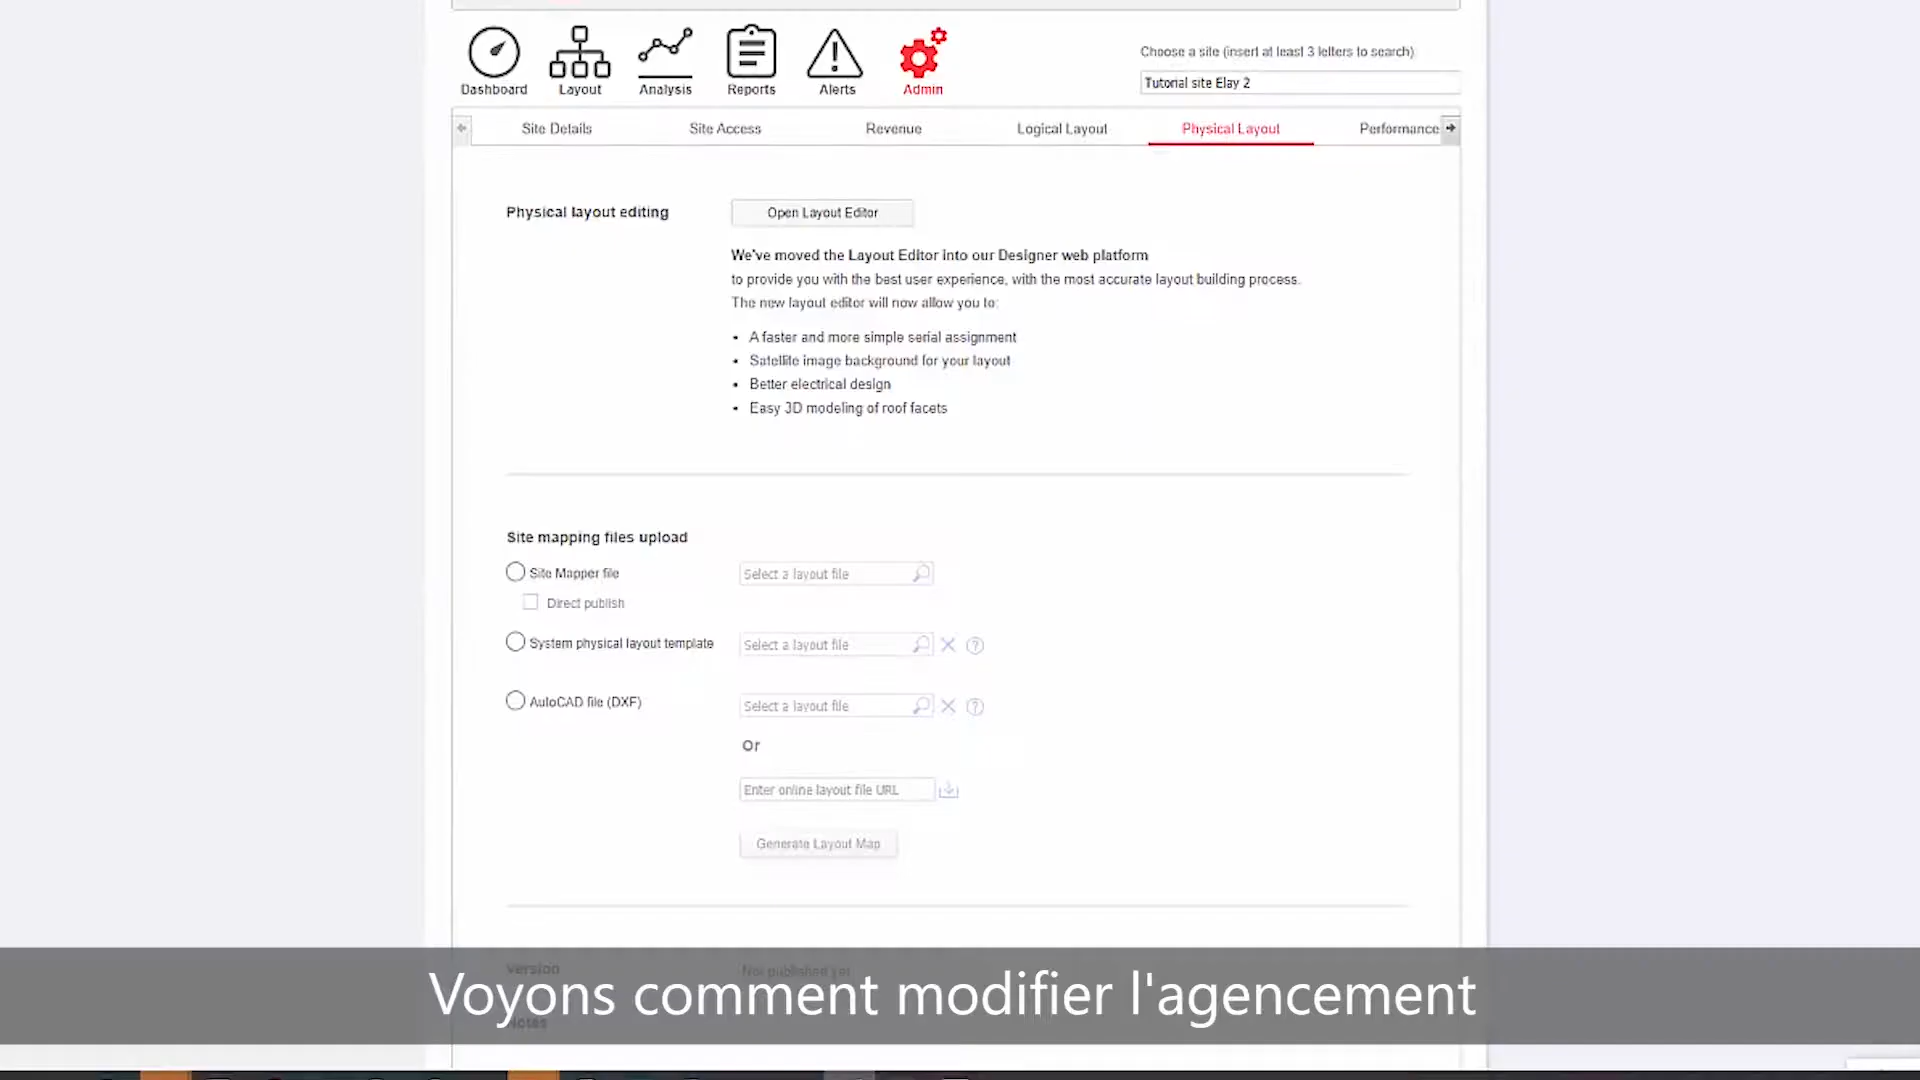 Dashboard
Layout
Analysis
Reports
Alerts
Admin
Choose a site (insert at least 3 letters to search)
Tutorial site Elay 2
Site Details
Site Access
Revenue
Logical Layout
Physical Layout
Performance
Physical layout editing
Open Layout Editor
We've moved the Layout Editor into our Designer web platform
to provide you with the best user experience, with the most accurate layout building process.
The new layout editor will now allow you to:
• A faster and more simple serial assignment
• Satellite image background for your layout
• Better electrical design
• Easy 3D modeling of roof facets
Site mapping files upload
Site Mapper file
Select a layout file
Direct publish
System physical layout template
Select a layout file
AutoCAD file (DXF)
Select a layout file
Or
Enter online layout file URL
Generate Layout Map
Version
Not published yet
Voyons comment modifier l'agencement
Notes